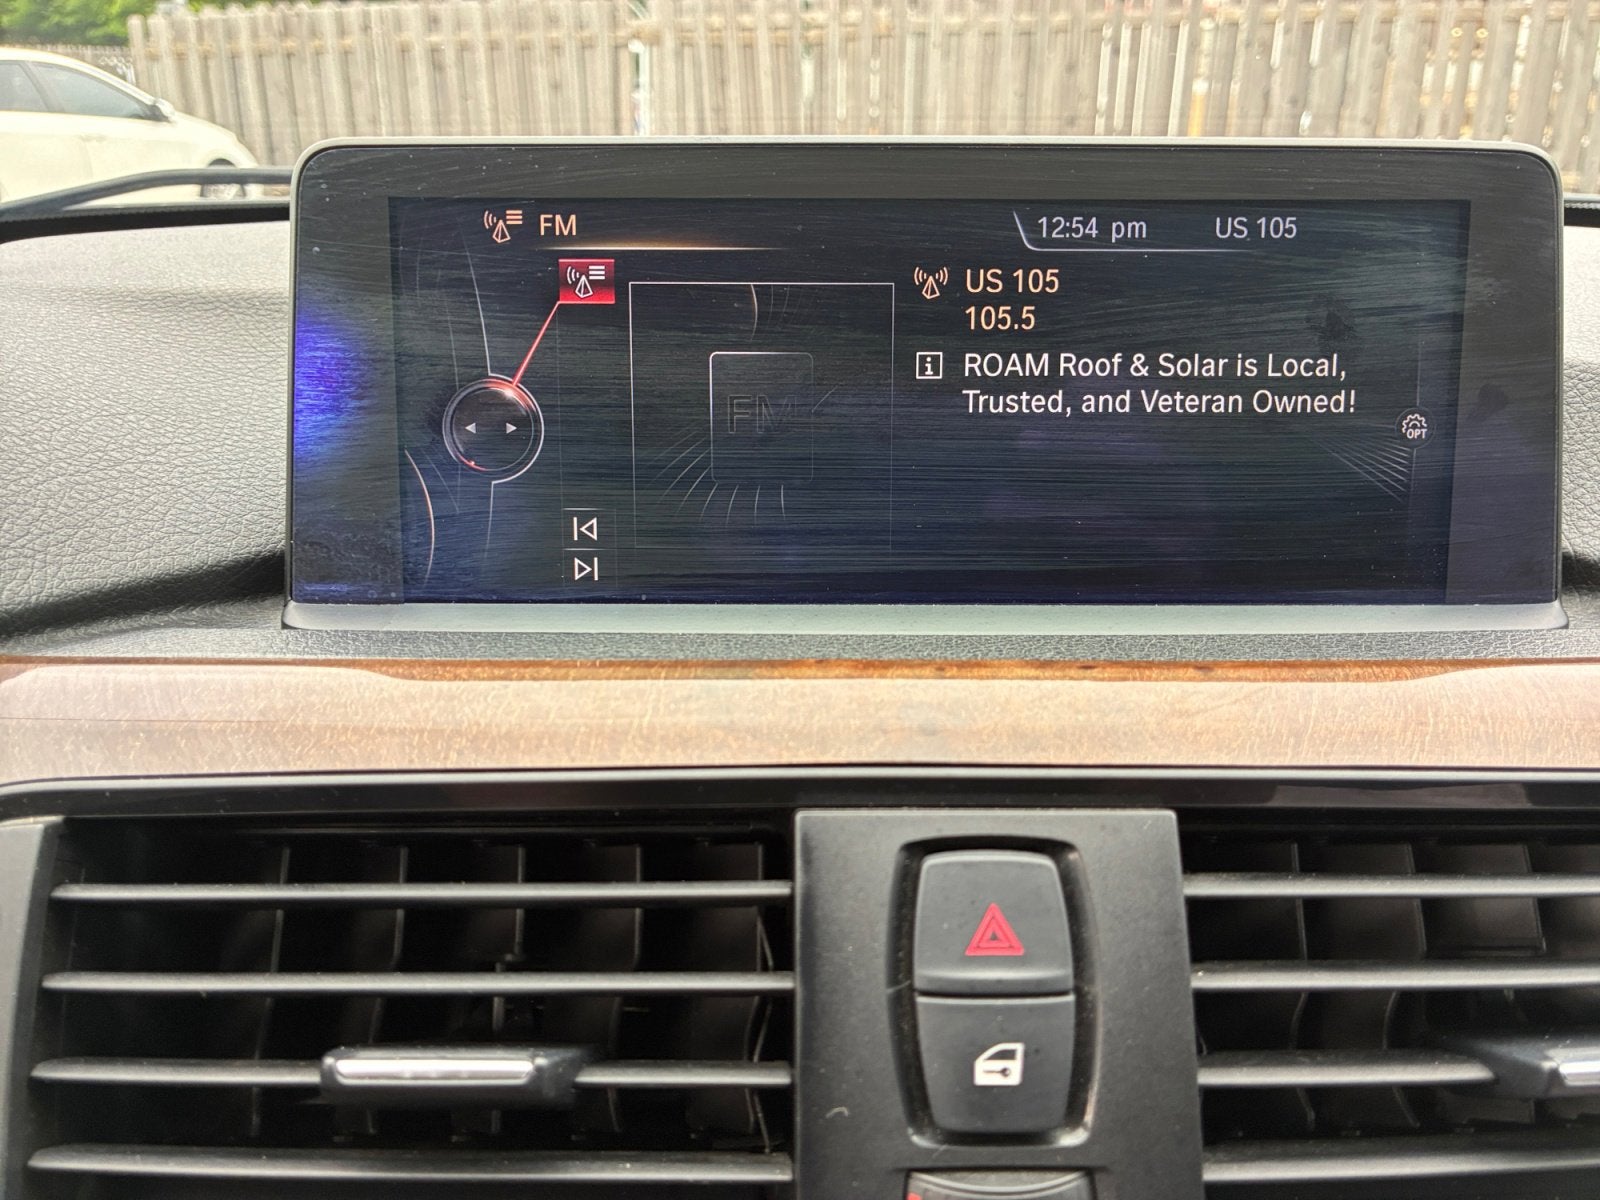 FM
12:54 pm
US 105
US 105
105.5
ROAM Roof & Solar is Local,
Trusted, and Veteran Owned!
FM
OPT